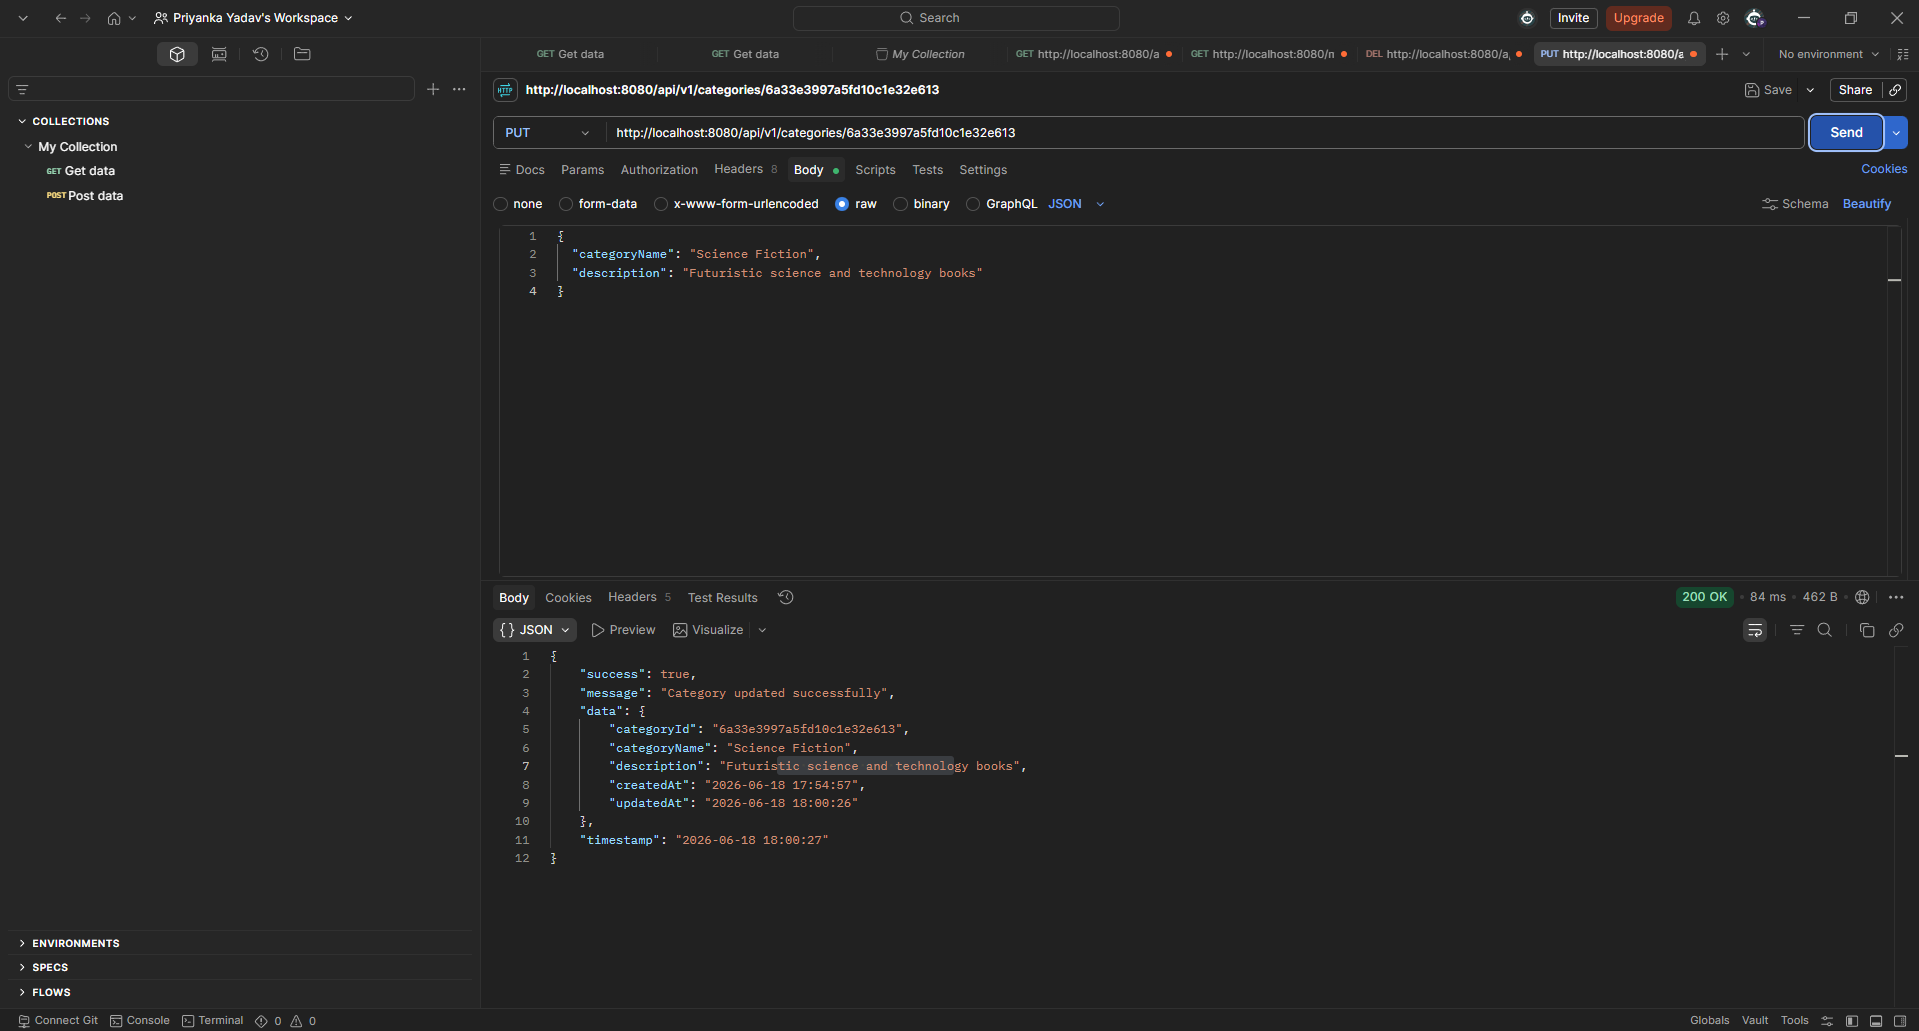 Priyanka Yadav's Workspace
Search
Invite
Upgrade
GET Get data
GET Get data
My Collection
GET http://localhost:8080/a
GET http://localhost:8080/n
DEL http://localhost:8080/a,
PUT http://localhost:8080/a
No environment
COLLECTIONS
My Collection
GET Get data
POST Post data
HTTP http://localhost:8080/api/v1/categories/6a33e3997a5fd10c1e32e613
Save
Share
PUT
http://localhost:8080/api/v1/categories/6a33e3997a5fd10c1e32e613
Send
Docs Params Authorization Headers 8 Body Scripts Tests Settings
Cookies
none form-data x-www-form-urlencoded raw binary GraphQL JSON
Schema Beautify
1 {
2 "categoryName": "Science Fiction",
3 "description": "Futuristic science and technology books"
4 }
Body Cookies Headers 5 Test Results
200 OK 84 ms 462 B
{} JSON Preview Visualize
1 {
2 "success": true,
3 "message": "Category updated successfully",
4 "data": {
5 "categoryId": "6a33e3997a5fd10c1e32e613",
6 "categoryName": "Science Fiction",
7 "description": "Futuristic science and technology books",
8 "createdAt": "2026-06-18 17:54:57",
9 "updatedAt": "2026-06-18 18:00:26"
10 },
11 "timestamp": "2026-06-18 18:00:27"
12 }
ENVIRONMENTS
SPECS
FLOWS
Connect Git Console Terminal 0 0
Globals Vault Tools